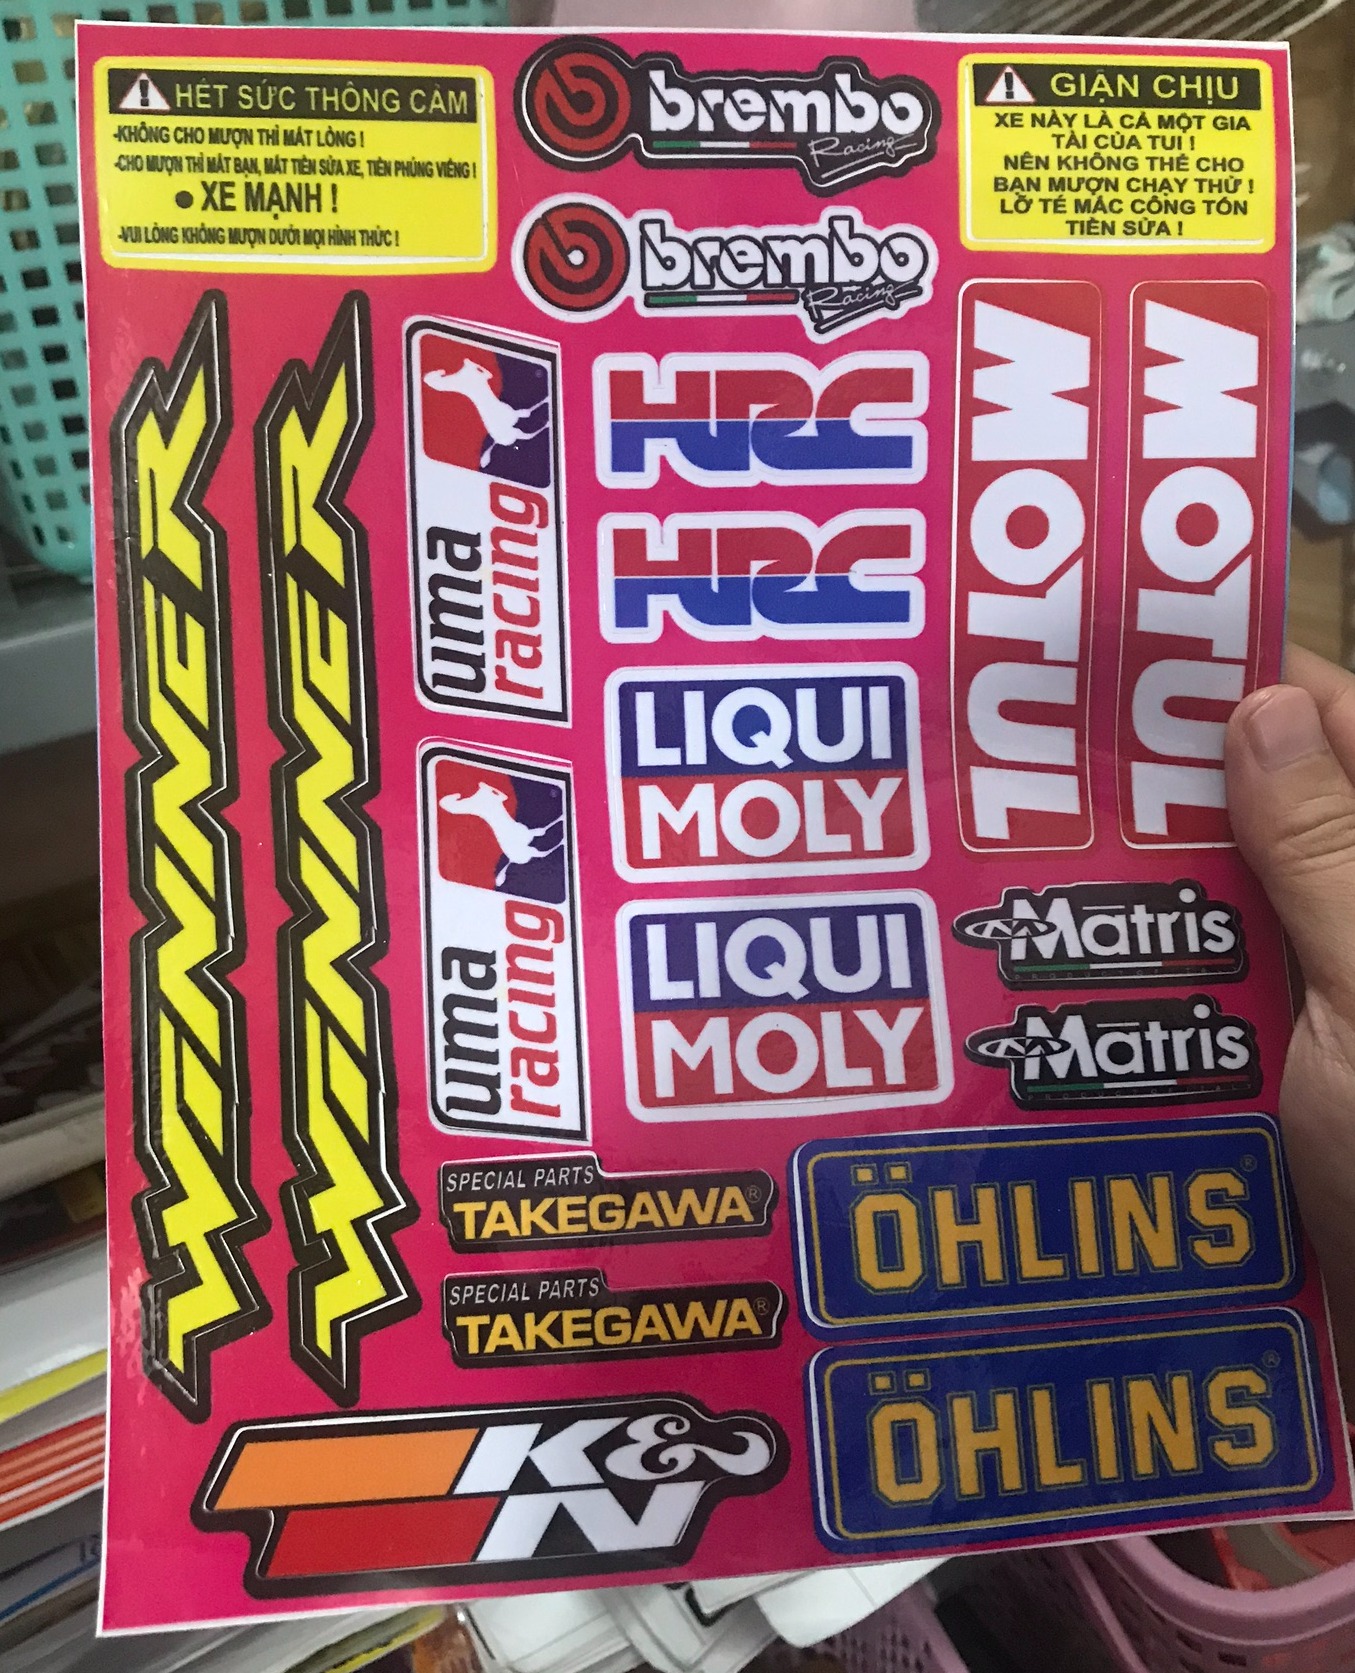 HẾT SỨC THÔNG CẢM
-KHÔNG CHO MƯỢN THÌ MẤT LÒNG !
-CHO MƯỢN THÌ MẤT BẠN, MẤT TIỀN SỬA XE, TIỀN PHÚNG VIẾNG !
● XE MẠNH !
-VUI LÒNG KHÔNG MƯỢN DƯỚI MỌI HÌNH THỨC !
brembo
Racing
brembo
Racing
GIẬN CHỊU
XE NÀY LÀ CẢ MỘT GIA
TÀI CỦA TUI !
NÊN KHÔNG THỂ CHO
BẠN MƯỢN CHẠY THỬ !
LỠ TÉ MẮC CÔNG TỐN
TIỀN SỬA !
WINNER
WINNER
uma
racing
uma
racing
HRC
HRC
LIQUI
MOLY
LIQUI
MOLY
MOTUL
MOTUL
Matris
Matris
SPECIAL PARTS
TAKEGAWA®
SPECIAL PARTS
TAKEGAWA®
ÖHLINS®
ÖHLINS®
K&N